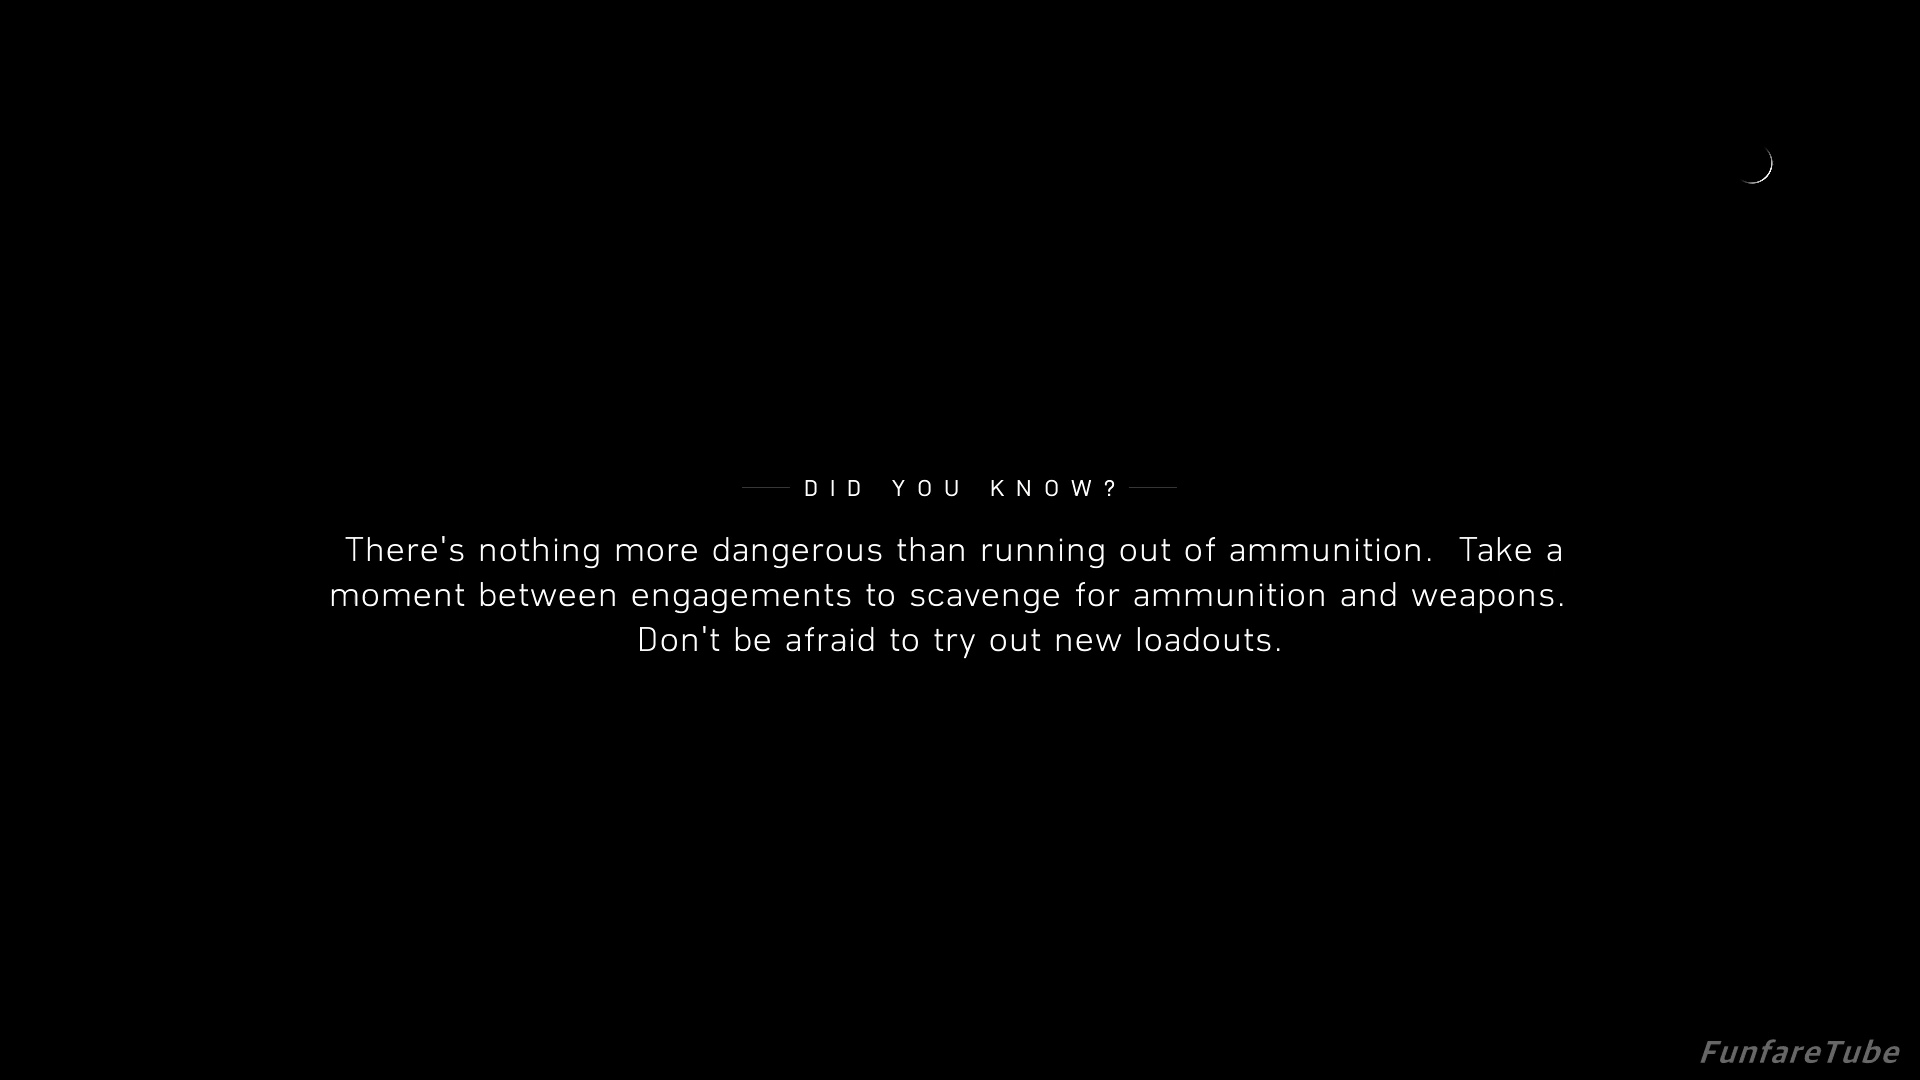 DID YOU KNOW?
There's nothing more dangerous than running out of ammunition.  Take a
moment between engagements to scavenge for ammunition and weapons.
Don't be afraid to try out new loadouts.
FunfareTube